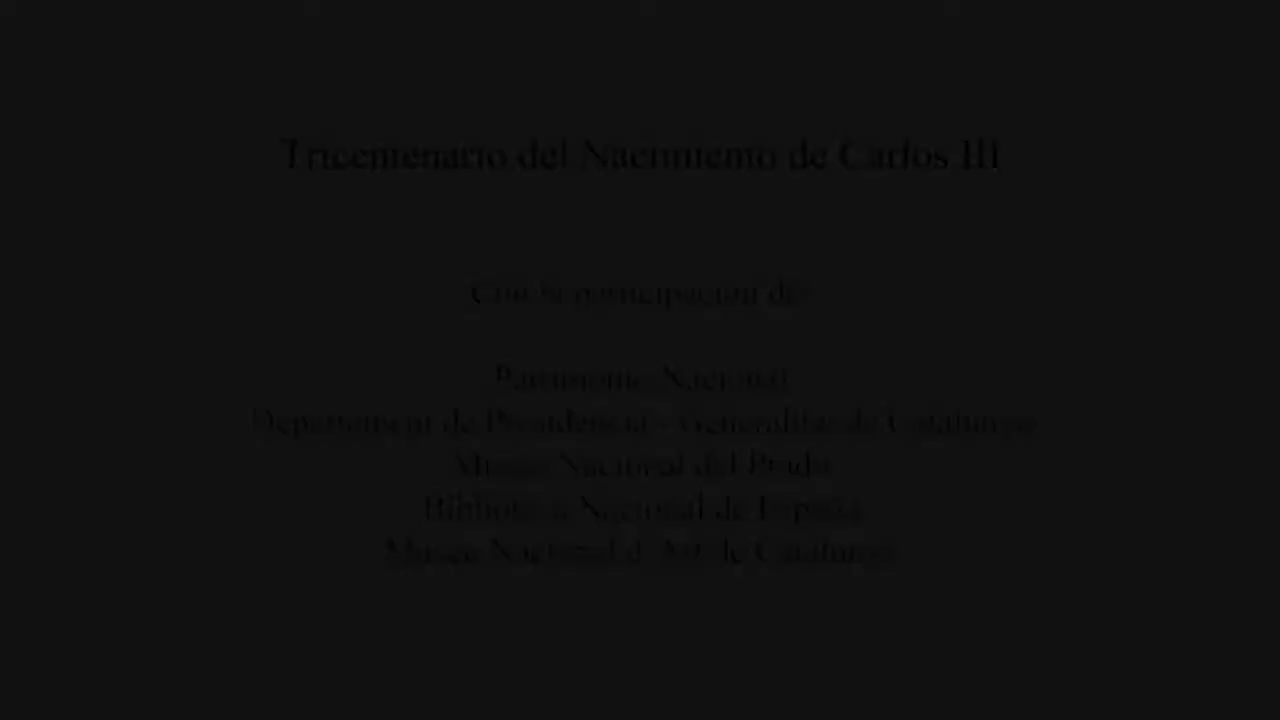 Tricentenario del Nacimiento de Carlos III
Con la participación de
Patrimonio Nacional
Departament de Presidència - Generalitat de Catalunya
Museo Nacional del Prado
Biblioteca Nacional de España
Museu Nacional d'Art de Catalunya